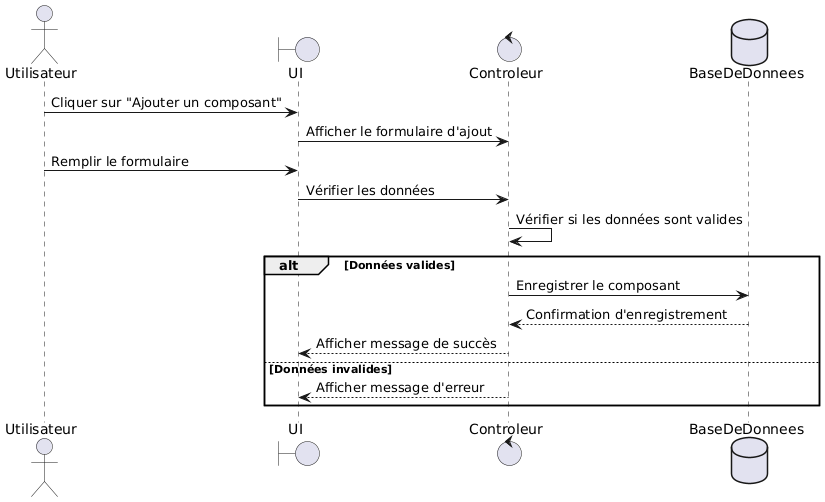 Utilisateur
UI
Controleur
BaseDeDonnees
Cliquer sur "Ajouter un composant"
Afficher le formulaire d'ajout
Remplir le formulaire
Vérifier les données
Vérifier si les données sont valides
alt [Données valides]
Enregistrer le composant
Confirmation d'enregistrement
Afficher message de succès
[Données invalides]
Afficher message d'erreur
Utilisateur
UI
Controleur
BaseDeDonnees